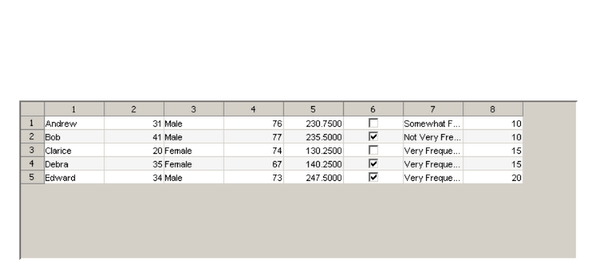 1 2 3 4 5 6 7 8
1 Andrew 31 Male 76 230.7500 Somewhat F... 10
2 Bob 41 Male 77 235.5000 Not Very Fre... 10
3 Clarice 20 Female 74 130.2500 Very Freque... 15
4 Debra 35 Female 67 140.2500 Very Freque... 15
5 Edward 34 Male 73 247.5000 Very Freque... 20